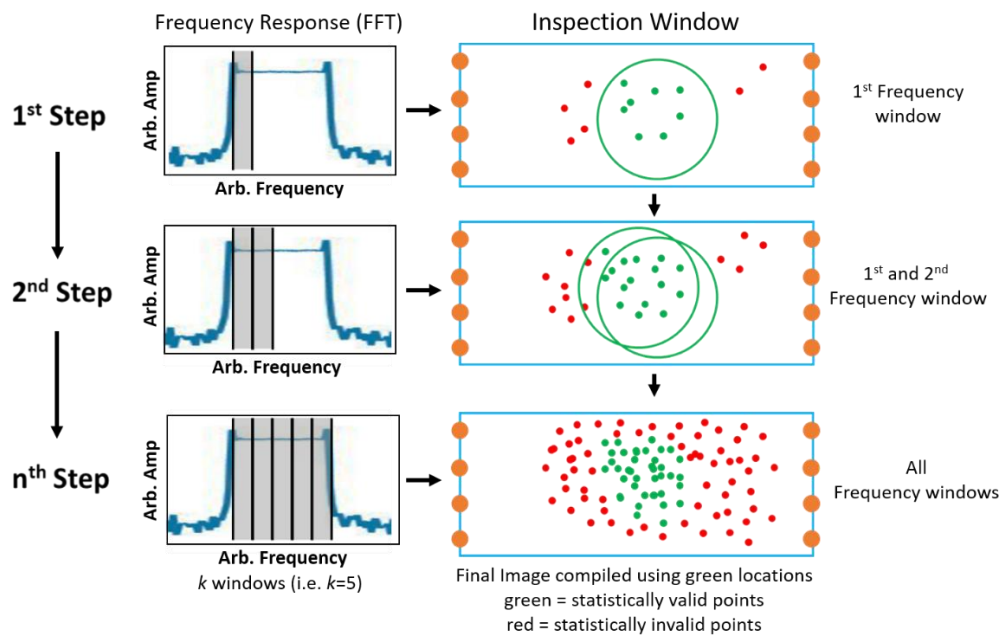 Frequency Response (FFT)
Inspection Window
1st Step
Arb. Amp
Arb. Frequency
1st Frequency
window
2nd Step
Arb. Amp
Arb. Frequency
1st and 2nd
Frequency window
nth Step
Arb. Amp
Arb. Frequency
k windows (i.e. k=5)
All
Frequency windows
Final Image compiled using green locations
green = statistically valid points
red = statistically invalid points